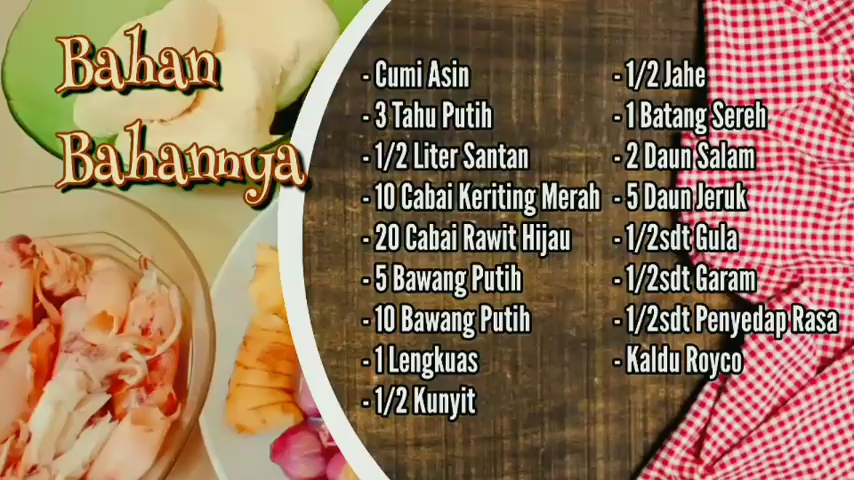 Bahan
Bahannya
- Cumi Asin
- 3 Tahu Putih
- 1/2 Liter Santan
- 10 Cabai Keriting Merah
- 20 Cabai Rawit Hijau
- 5 Bawang Putih
- 10 Bawang Putih
- 1 Lengkuas
- 1/2 Kunyit
- 1/2 Jahe
- 1 Batang Sereh
- 2 Daun Salam
- 5 Daun Jeruk
- 1/2sdt Gula
- 1/2sdt Garam
- 1/2sdt Penyedap Rasa
- Kaldu Royco